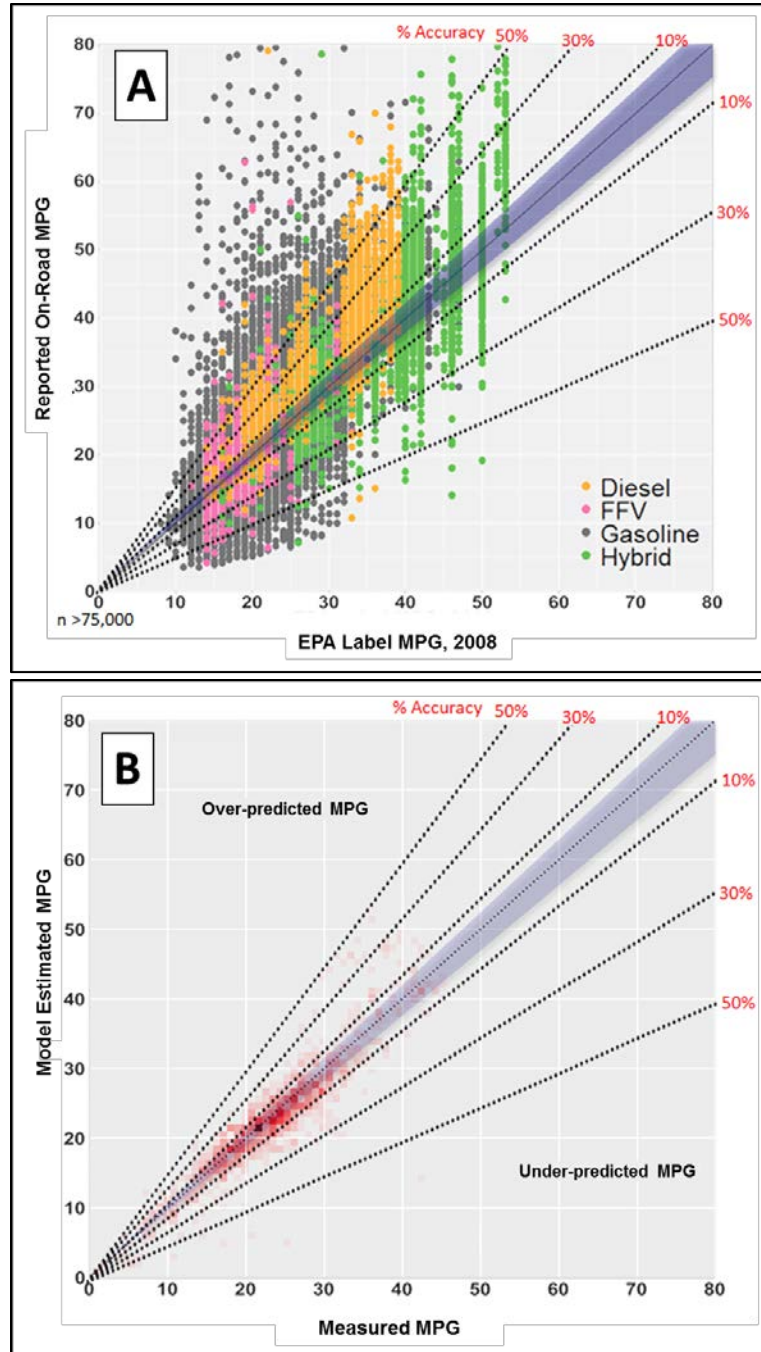 % Accuracy 50% 30% 10%
A
80
70
60
50
40
30
20
10
0
Reported On-Road MPG
10%
30%
50%
Diesel
FFV
Gasoline
Hybrid
0 10 20 30 40 50 60 70 80
n >75,000
EPA Label MPG, 2008
% Accuracy 50% 30% 10%
B
80
70
60
50
40
30
20
10
0
Model Estimated MPG
Over-predicted MPG
10%
30%
50%
Under-predicted MPG
0 10 20 30 40 50 60 70 80
Measured MPG